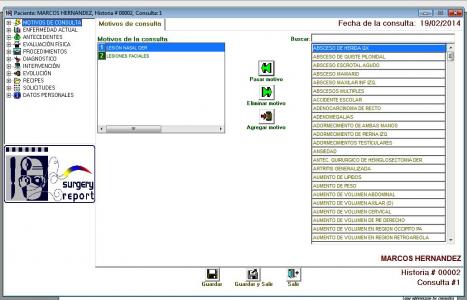 Paciente: MARCOS HERNANDEZ, Historia # 00002, Consulta: 1
MOTIVOS DE CONSULTA
ENFERMEDAD ACTUAL
ANTECEDENTES
EVALUACIÓN FÍSICA
PROCEDIMIENTOS
DIAGNOSTICO
INTERVENCIÓN
EVOLUCIÓN
RECIPES
SOLICITUDES
DATOS PERSONALES
surgery
report
Motivos de consulta
Fecha de la consulta: 19/02/2014
Motivos de la consulta
1 LESIÓN NASAL DER
2 LESIONES FACIALES
Pasar motivo
Eliminar motivo
Agregar motivo
Buscar:
ABSCESO DE HERIDA QX
ABSCESO DE QUISTE PILONIDAL
ABSCESO ESCROTAL AGUDO
ABSCESO MAMARIO
ABSCESO MAXILAR INF IZQ.
ABSCESOS MULTIPLES
ACCIDENTE ESCOLAR
ADENOCARCINOMA DE RECTO
ADENOMEGALIAS
ADORMECIMIENTO DE AMBAS MANOS
ADORMECIMIENTO DE PIERNA IZQ
ADORMECIMIENTOS TESTICULARES
ANSIEDAD
ANTEC. QUIRURGICO DE HEMIGLOSECTOMIA DER
ARTRITIS GENERALIZADA
AUMENTO DE LIPIDOS
AUMENTO DE PESO
AUMENTO DE VOLUMEN ABDOMINAL
AUMENTO DE VOLUMEN AXILAR (D)
AUMENTO DE VOLUMEN CERVICAL
AUMENTO DE VOLUMEN DE PIE DERECHO
AUMENTO DE VOLUMEN EN REGION OCCIPITO PA
AUMENTO DE VOLUMEN EN REGION RETROAREOLA
MARCOS HERNANDEZ
Historia # 00002
Consulta #1
Guardar
Guardar y Salir
Salir